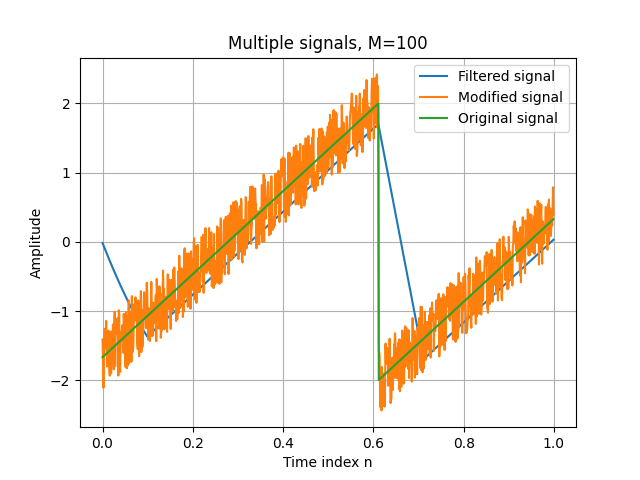 Multiple signals, M=100
Filtered signal
Modified signal
Original signal
2
1
0
−1
−2
Amplitude
0.0 0.2 0.4 0.6 0.8 1.0
Time index n